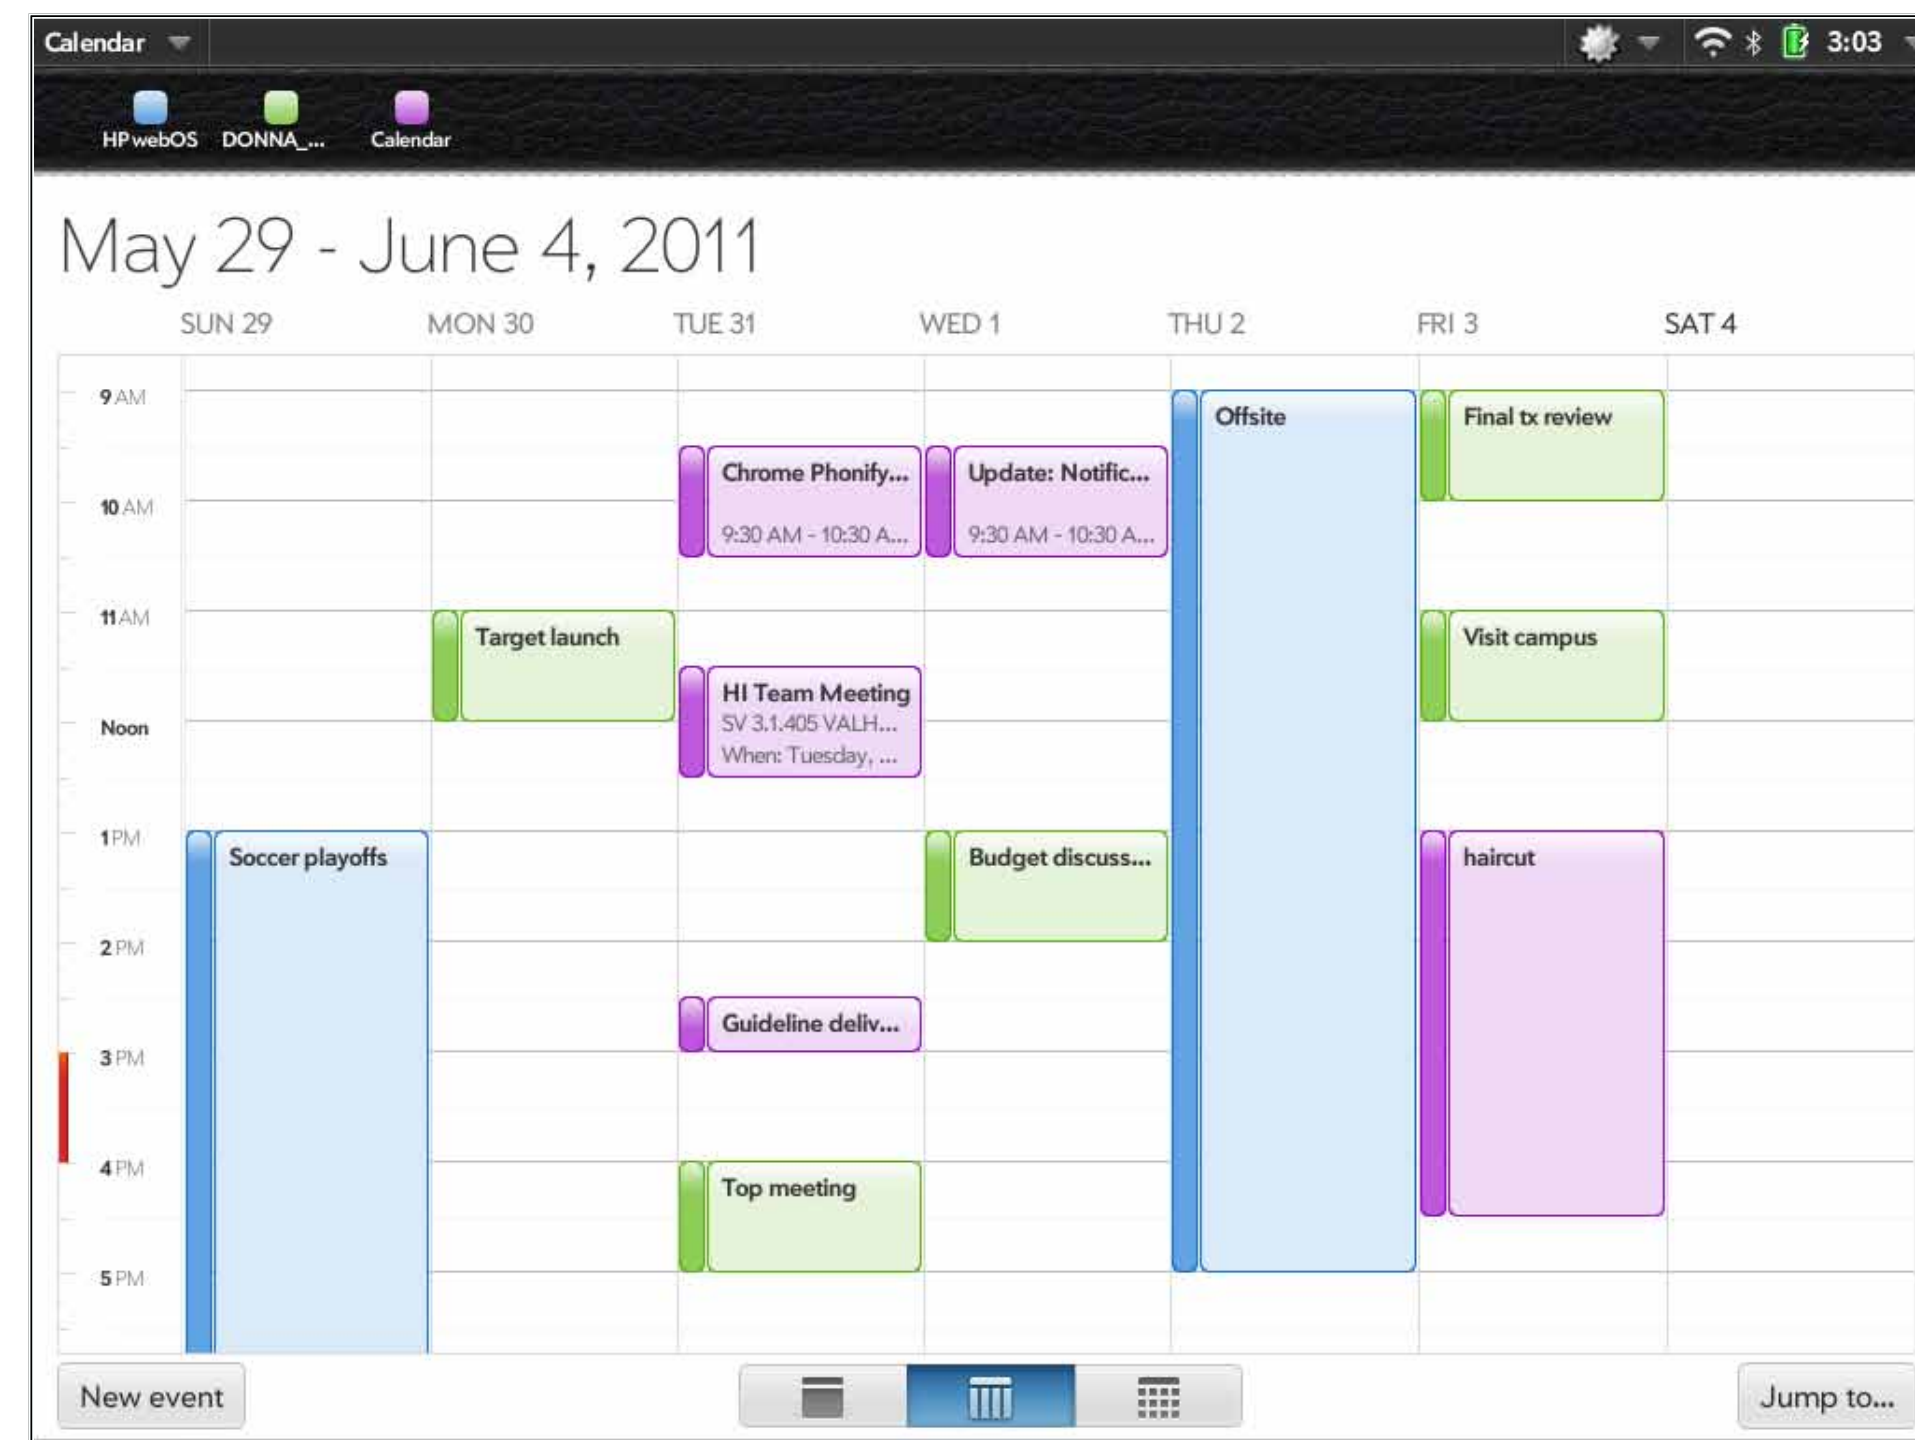 Calendar
3:03
HP webOS DONNA_... Calendar
May 29 - June 4, 2011
SUN 29 MON 30 TUE 31 WED 1 THU 2 FRI 3 SAT 4
9 AM
Offsite
Final tx review
Chrome Phonify...
9:30 AM - 10:30 A...
Update: Notific...
9:30 AM - 10:30 A...
10 AM
11 AM
Target launch
Visit campus
HI Team Meeting
SV 3.1.405 VALH...
When: Tuesday, ...
Noon
1 PM
Soccer playoffs
Budget discuss...
haircut
2 PM
Guideline deliv...
3 PM
4 PM
Top meeting
5 PM
New event
Jump to...